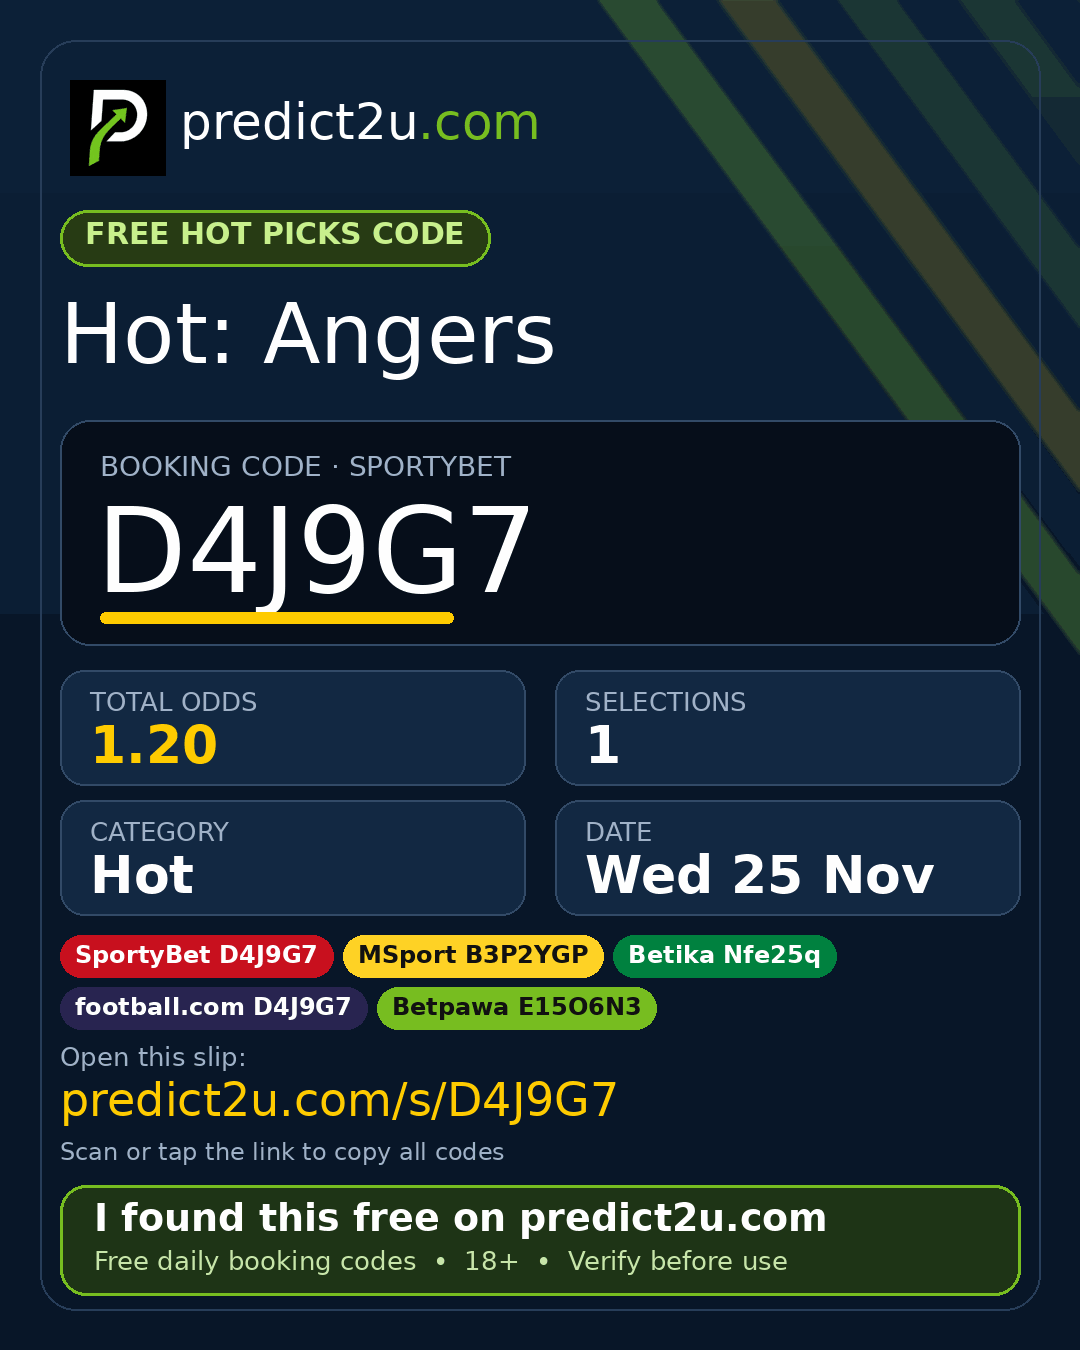 predict2u.com
FREE HOT PICKS CODE
Hot: Angers
BOOKING CODE · SPORTYBET
D4J9G7
TOTAL ODDS
1.20
SELECTIONS
1
CATEGORY
Hot
DATE
Wed 25 Nov
SportyBet D4J9G7
MSport B3P2YGP
Betika Nfe25q
football.com D4J9G7
Betpawa E15O6N3
Open this slip:
predict2u.com/s/D4J9G7
Scan or tap the link to copy all codes
I found this free on predict2u.com
Free daily booking codes • 18+ • Verify before use